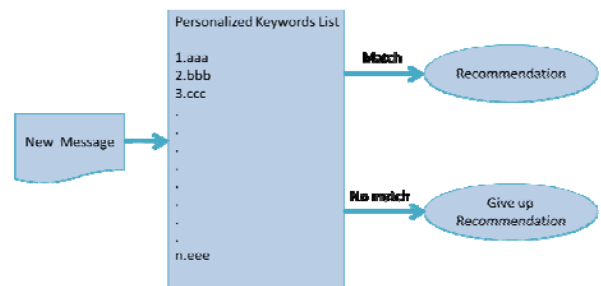 Personalized Keywords List
1.aaa
2.bbb
3.ccc
.
.
.
.
.
.
.
.
n.eee
New Message
Match
Recommendation
No match
Give up
Recommendation